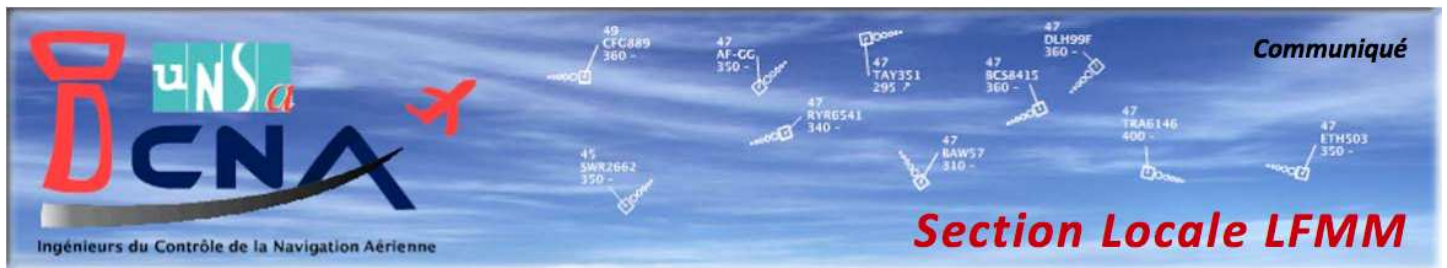 UNSa
ICNA
Ingénieurs du Contrôle de la Navigation Aérienne
49
CFG889
360 -
47
AF-GG
350 -
47
TAY351
295 ↗
47
RYR6541
340 -
45
SWR2662
350 -
47
BAW57
310 -
47
BCS8415
360 -
47
DLH99F
360 -
47
TRA6146
400 -
47
ETH503
350 -
Communiqué
Section Locale LFMM